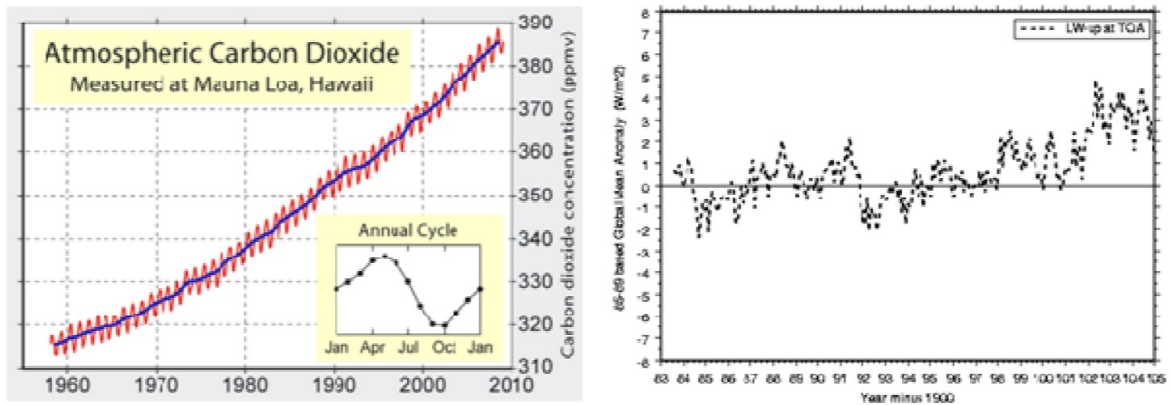 Atmospheric Carbon Dioxide
Measured at Mauna Loa, Hawaii
390
380
370
360
350
340
330
320
310
Carbon dioxide concentration (ppmv)
Annual Cycle
Jan Apr Jul Oct Jan
1960 1970 1980 1990 2000 2010
LW-up at TOA
8
7
6
5
4
3
2
1
0
-1
-2
-3
-4
-5
-6
-7
-8
85-89 based Global Mean Anomaly (W/m^2)
83 84 85 86 87 88 89 90 91 92 93 94 95 96 97 98 99 100 101 102 103 104 105
Year minus 1900